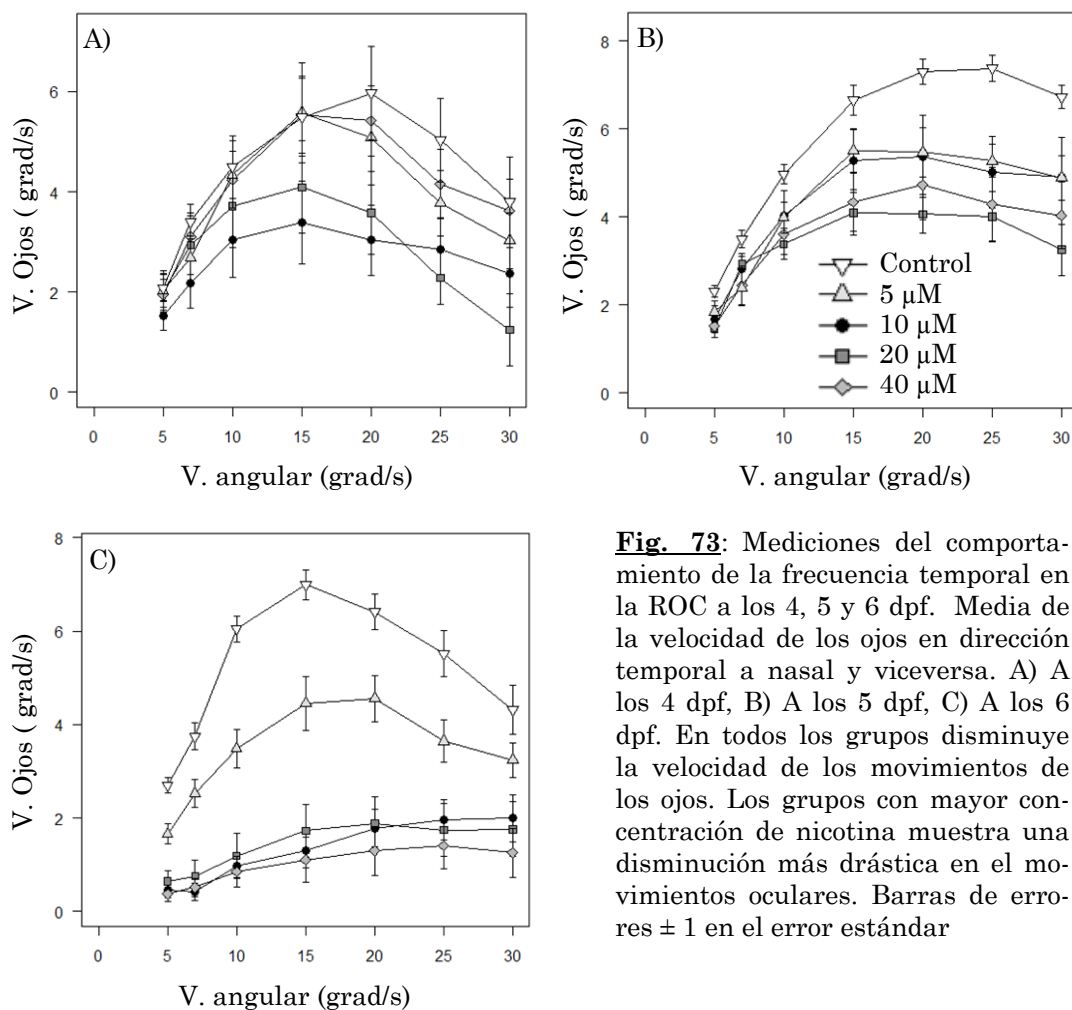 A)
V. Ojos ( grad/s)
6
4
2
0
0 5 10 15 20 25 30
V. angular (grad/s)
B)
V. Ojos ( grad/s)
8
6
4
2
0
Control
5 µM
10 µM
20 µM
40 µM
0 5 10 15 20 25 30
V. angular (grad/s)
C)
V. Ojos ( grad/s)
8
6
4
2
0
0 5 10 15 20 25 30
V. angular (grad/s)
Fig. 73: Mediciones del comporta-
miento de la frecuencia temporal en
la ROC a los 4, 5 y 6 dpf. Media de
la velocidad de los ojos en dirección
temporal a nasal y viceversa. A) A
los 4 dpf, B) A los 5 dpf, C) A los 6
dpf. En todos los grupos disminuye
la velocidad de los movimientos de
los ojos. Los grupos con mayor con-
centración de nicotina muestra una
disminución más drástica en el mo-
vimientos oculares. Barras de erro-
res ± 1 en el error estándar